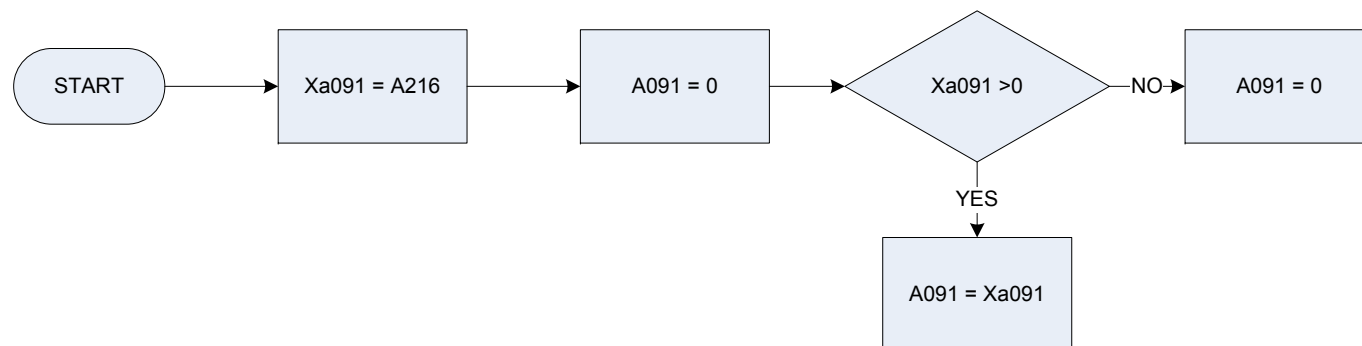 START
Xa091 = A216
A091 = 0
Xa091 >0
NO
A091 = 0
YES
A091 = Xa091